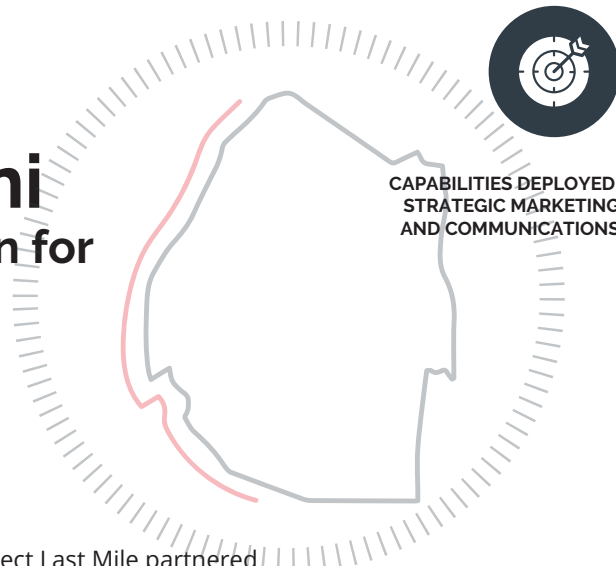 ni
n for
CAPABILITIES DEPLOYED
STRATEGIC MARKETING
AND COMMUNICATIONS
ect Last Mile partnered